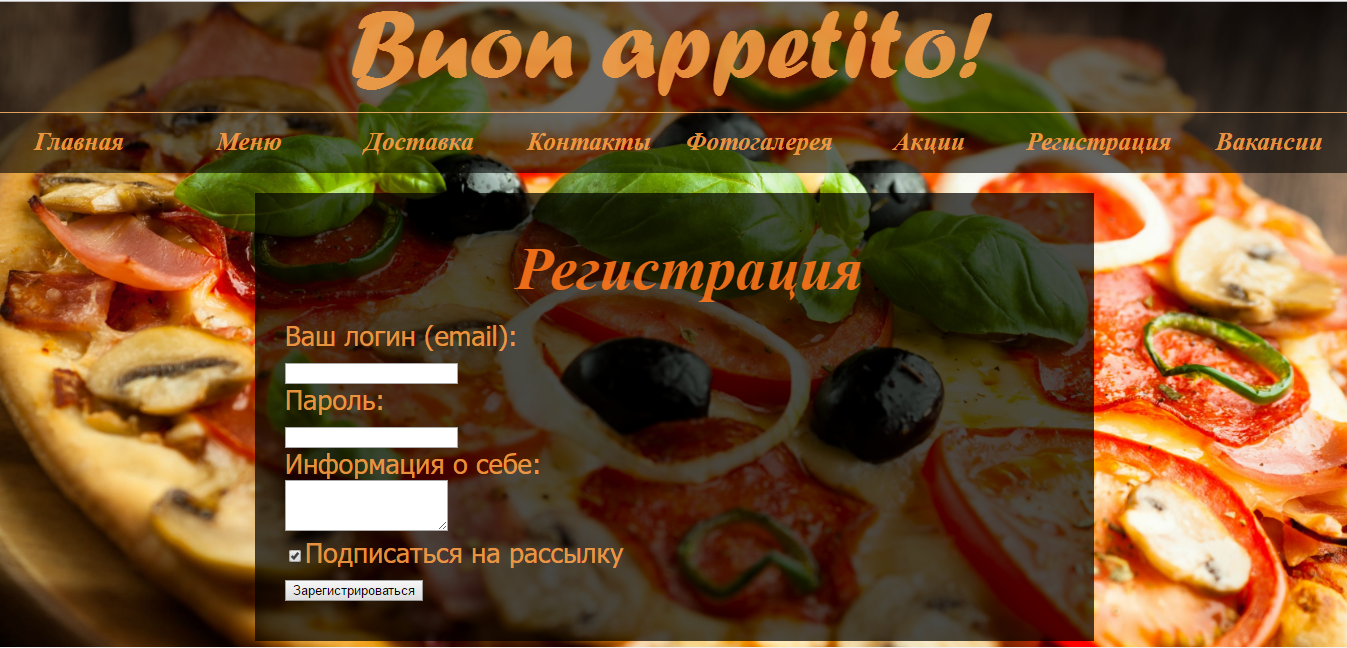 Buon appetito!
Главная Меню Доставка Контакты Фотогалерея Акции Регистрация Вакансии
Регистрация
Ваш логин (email):
Пароль:
Информация о себе:
Подписаться на рассылку
Зарегистрироваться